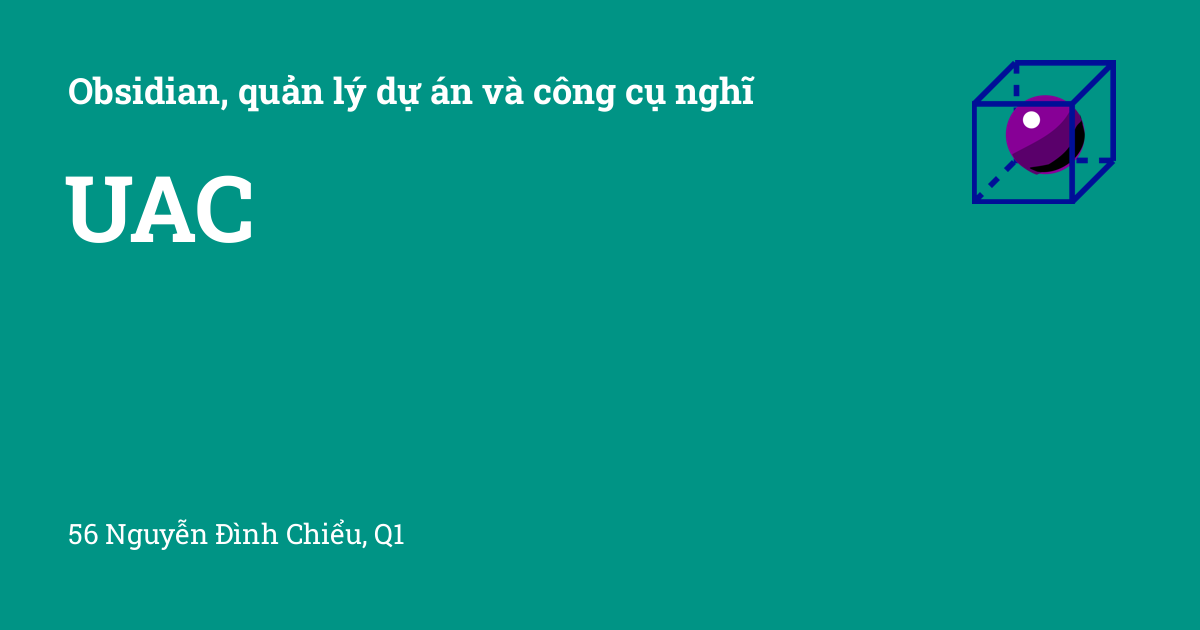 Obsidian, quản lý dự án và công cụ nghĩ
UAC
56 Nguyễn Đình Chiểu, Q1